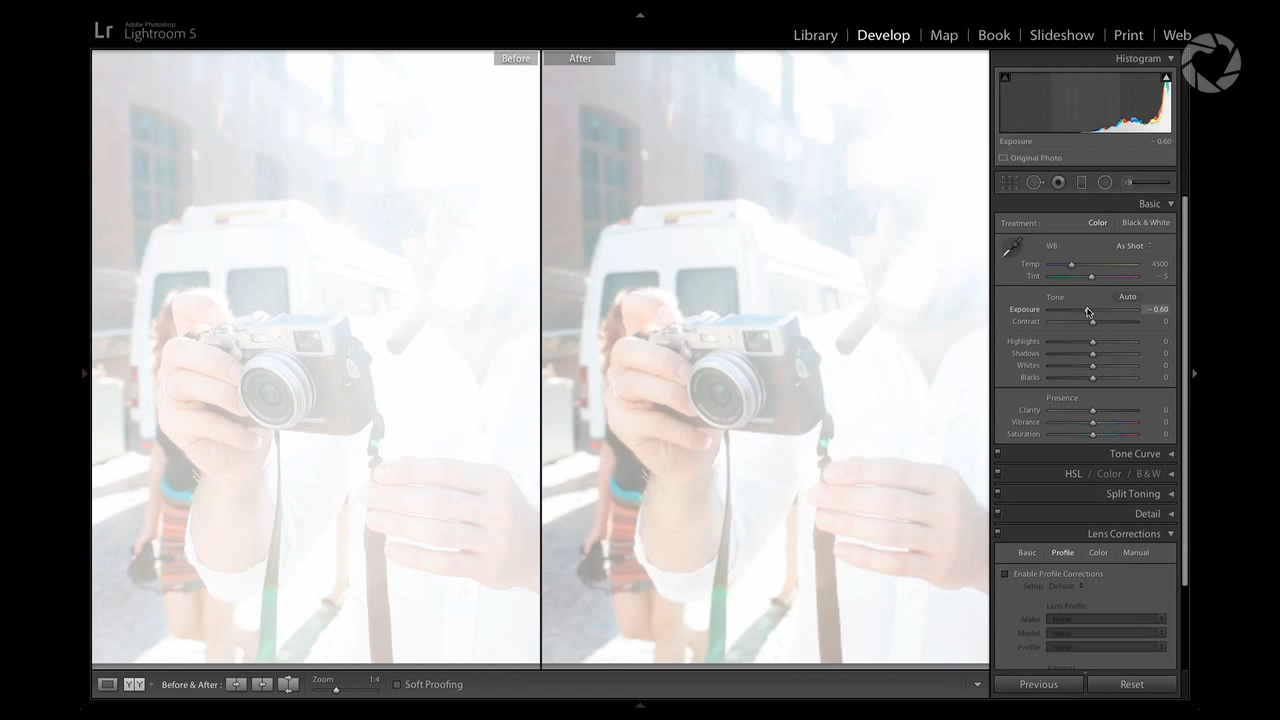 Lr Adobe Photoshop
Lightroom 5
Library | Develop | Map | Book | Slideshow | Print | Web
Before
After
Histogram
Exposure - 0.60
Original Photo
Basic
Treatment : Color Black & White
WB: As Shot
Temp 4500
Tint - 5
Tone Auto
Exposure - 0.60
Contrast 0
Highlights 0
Shadows 0
Whites 0
Blacks 0
Presence
Clarity 0
Vibrance 0
Saturation 0
Tone Curve
HSL / Color / B & W
Split Toning
Detail
Lens Corrections
Basic Profile Color Manual
Enable Profile Corrections
Setup Default
Lens Profile
Make None
Model None
Profile None
Amount
YY Before & After : Zoom 1:4 Soft Proofing
Previous Reset